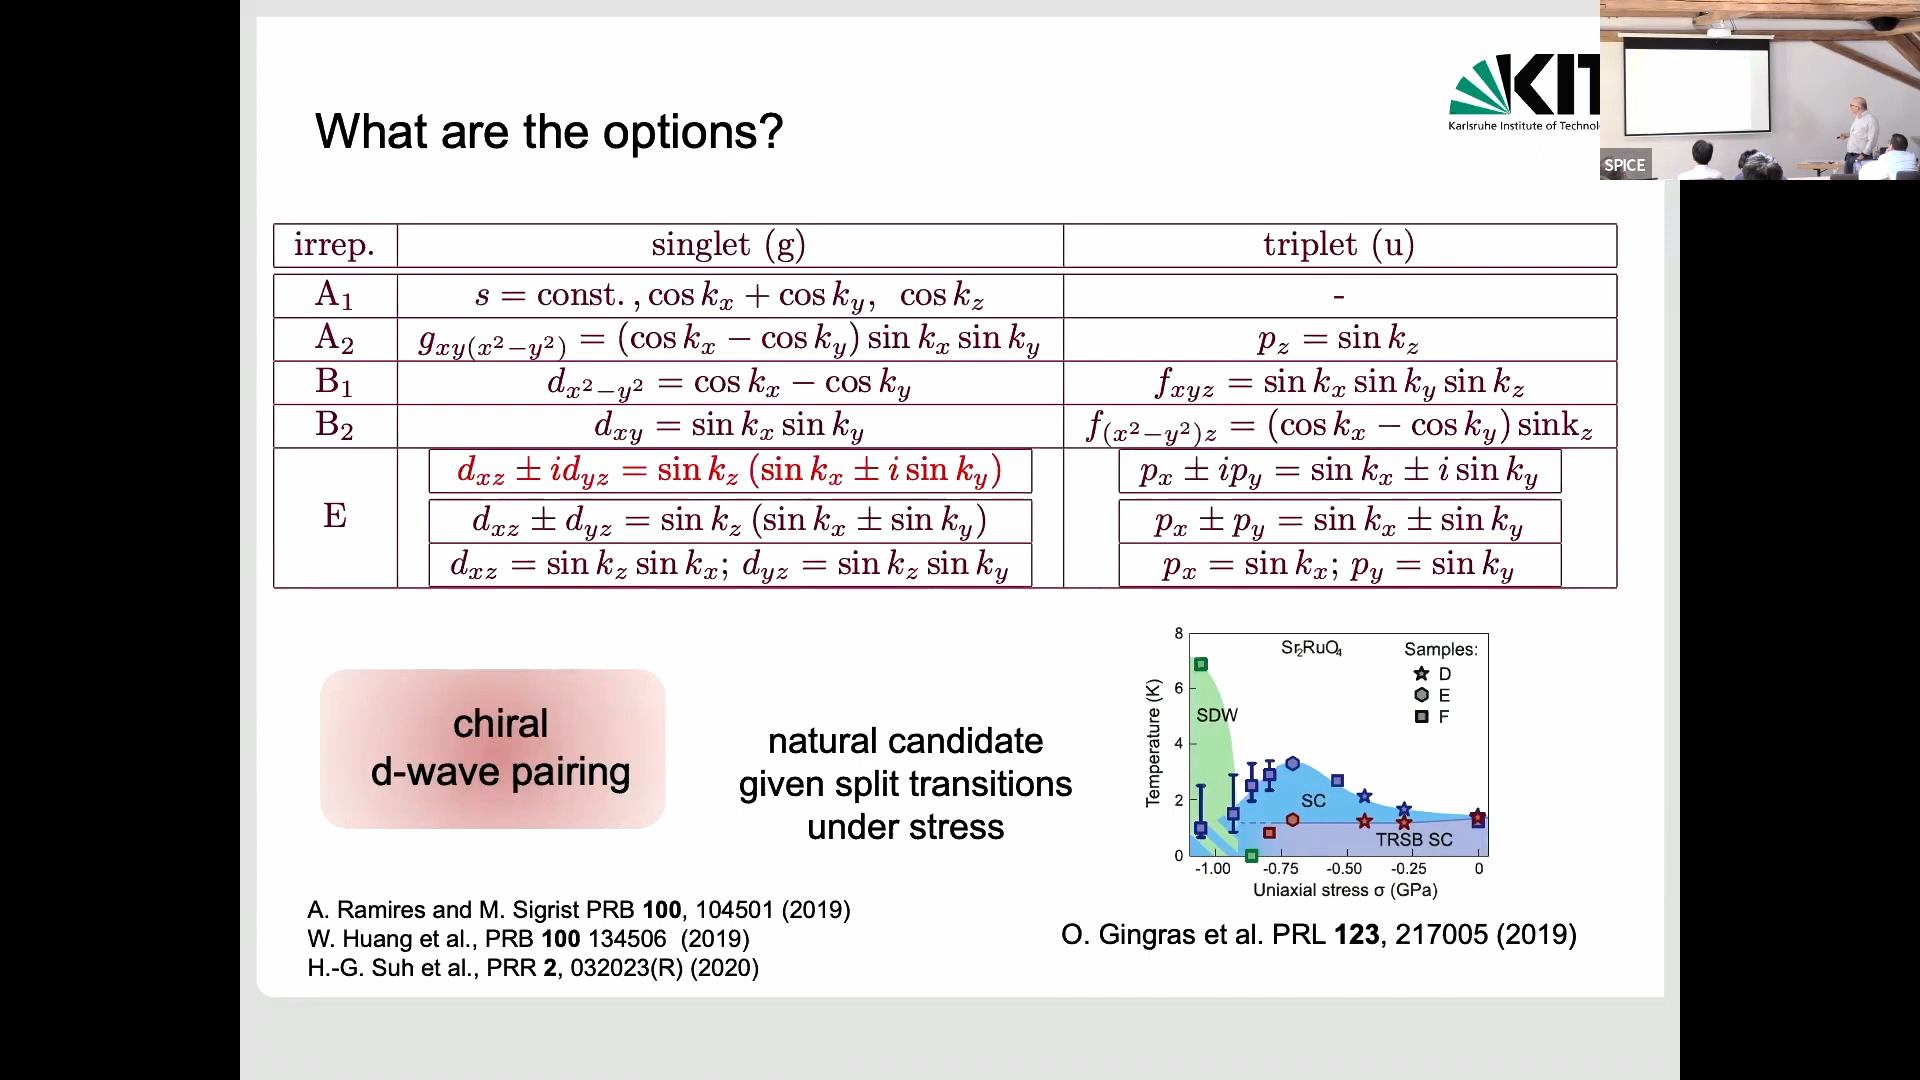 What are the options?
KIT
Karlsruhe Institute of Technol
SPICE
irrep. singlet (g) triplet (u)
A₁ s = const. , cos kₓ + cos k_y, cos k_z -
A₂ g_{xy(x²−y²)} = (cos kₓ − cos k_y) sin kₓ sin k_y p_z = sin k_z
B₁ d_{x²−y²} = cos kₓ − cos k_y f_{xyz} = sin kₓ sin k_y sin k_z
B₂ d_{xy} = sin kₓ sin k_y f_{(x²−y²)z} = (cos kₓ − cos k_y) sink_z
E
d_{xz} ± id_{yz} = sin k_z (sin kₓ ± i sin k_y) pₓ ± ip_y = sin kₓ ± i sin k_y
d_{xz} ± d_{yz} = sin k_z (sin kₓ ± sin k_y) pₓ ± p_y = sin kₓ ± sin k_y
d_{xz} = sin k_z sin kₓ; d_{yz} = sin k_z sin k_y pₓ = sin kₓ; p_y = sin k_y
chiral
d-wave pairing
natural candidate
given split transitions
under stress
Sr₂RuO₄
Samples:
D
E
F
SDW
SC
TRSB SC
Temperature (K)
8
6
4
2
0
-1.00 -0.75 -0.50 -0.25 0
Uniaxial stress σ (GPa)
A. Ramires and M. Sigrist PRB 100, 104501 (2019)
W. Huang et al., PRB 100 134506 (2019)
H.-G. Suh et al., PRR 2, 032023(R) (2020)
O. Gingras et al. PRL 123, 217005 (2019)